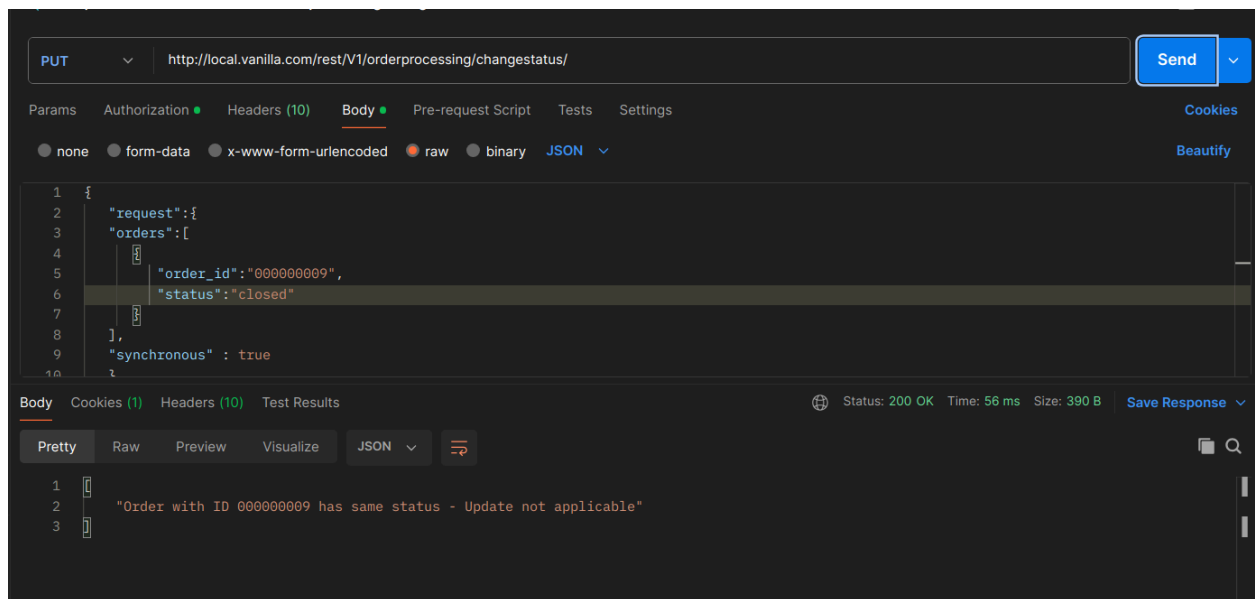 PUT http://local.vanilla.com/rest/V1/orderprocessing/changestatus/ Send
Params Authorization Headers (10) Body Pre-request Script Tests Settings Cookies
none form-data x-www-form-urlencoded raw binary JSON Beautify
1 {
2 "request":{
3 "orders":[
4 {
5 "order_id":"000000009",
6 "status":"closed"
7 }
8 ],
9 "synchronous" : true
10 }
Body Cookies (1) Headers (10) Test Results Status: 200 OK Time: 56 ms Size: 390 B Save Response
Pretty Raw Preview Visualize JSON
1 [
2 "Order with ID 000000009 has same status - Update not applicable"
3 ]